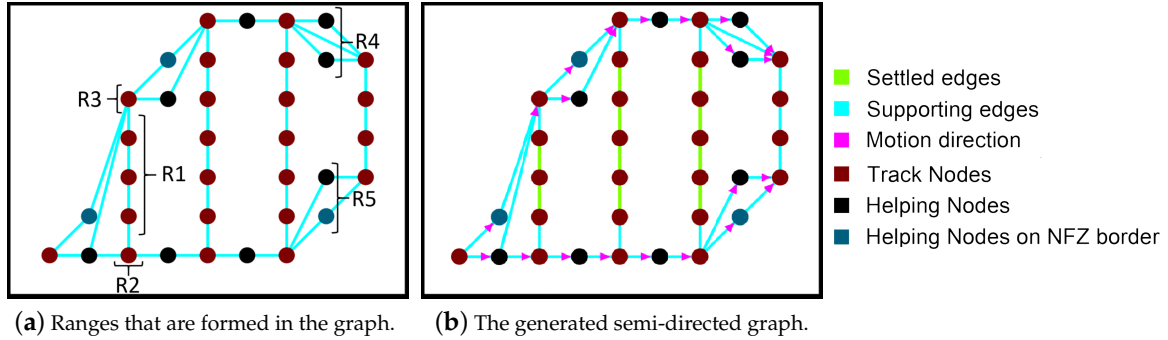 R4
R3
R1
R5
R2
Settled edges
Supporting edges
Motion direction
Track Nodes
Helping Nodes
Helping Nodes on NFZ border
(a) Ranges that are formed in the graph.
(b) The generated semi-directed graph.